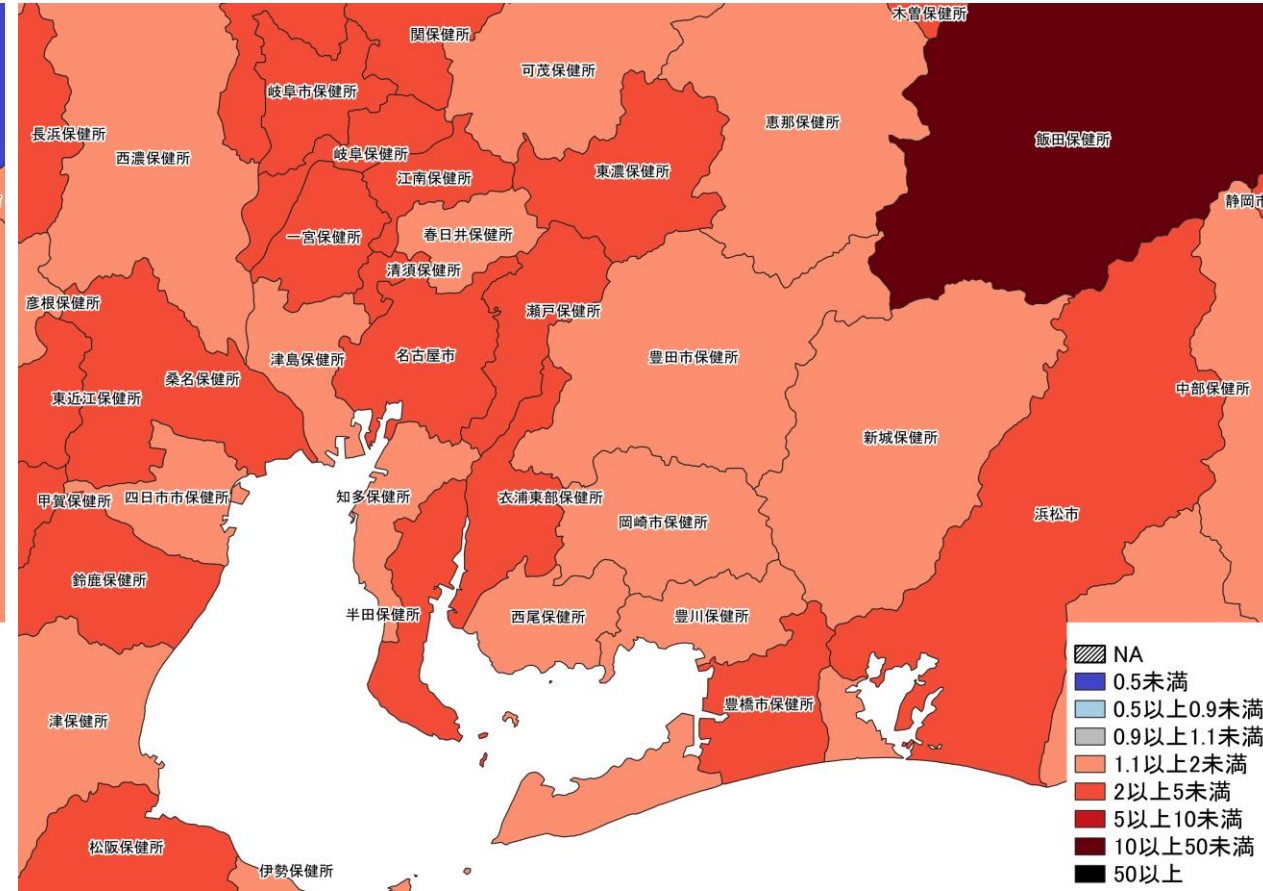 木曽保健所
関保健所
可茂保健所
岐阜市保健所
恵那保健所
長浜保健所
飯田保健所
西濃保健所
岐阜保健所
東濃保健所
江南保健所
静岡市
一宮保健所
春日井保健所
清須保健所
彦根保健所
瀬戸保健所
津島保健所
名古屋市
豊田市保健所
桑名保健所
中部保健所
東近江保健所
新城保健所
甲賀保健所
四日市市保健所
知多保健所
衣浦東部保健所
浜松市
岡崎市保健所
鈴鹿保健所
半田保健所
西尾保健所
豊川保健所
豊橋市保健所
津保健所
松阪保健所
伊勢保健所
NA
0.5未満
0.5以上0.9未満
0.9以上1.1未満
1.1以上2未満
2以上5未満
5以上10未満
10以上50未満
50以上